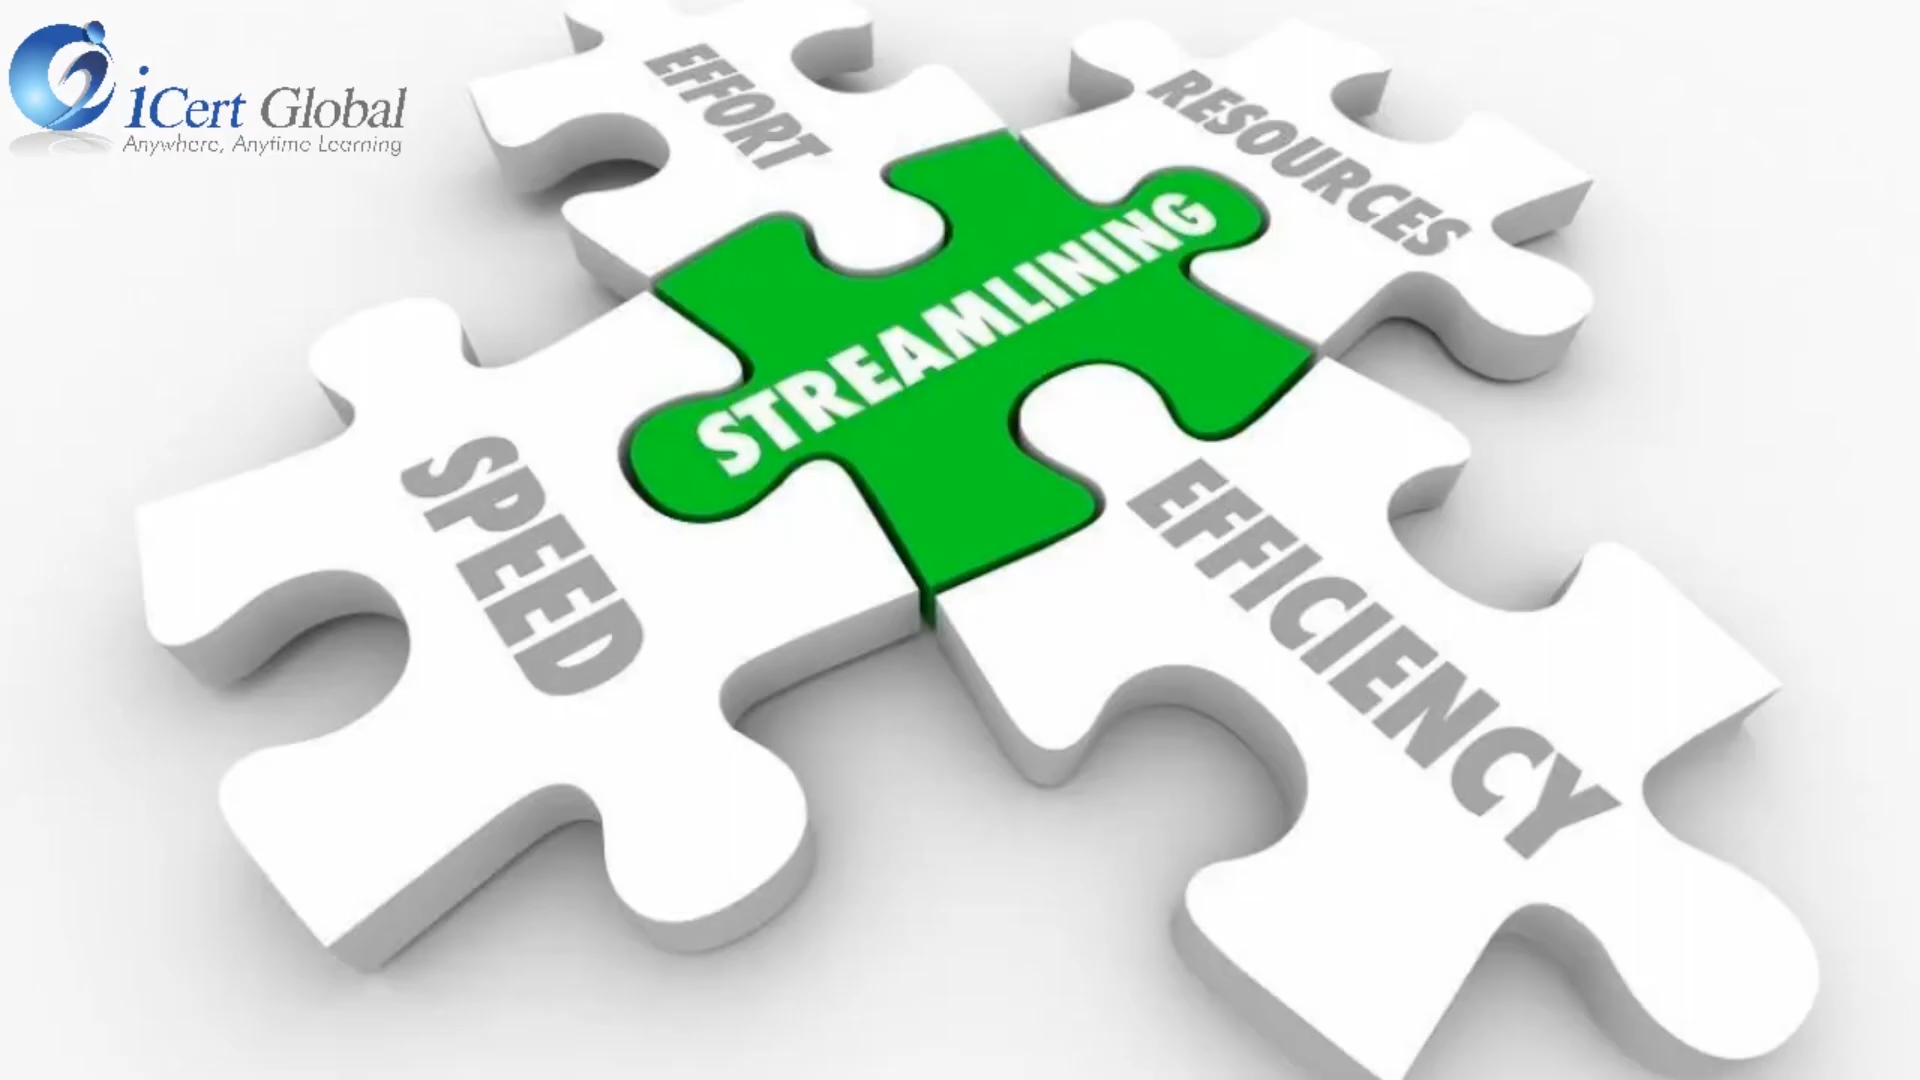 iCert Global
Anywhere, Anytime Learning
EFFORT
RESOURCES
STREAMLINING
SPEED
EFFICIENCY